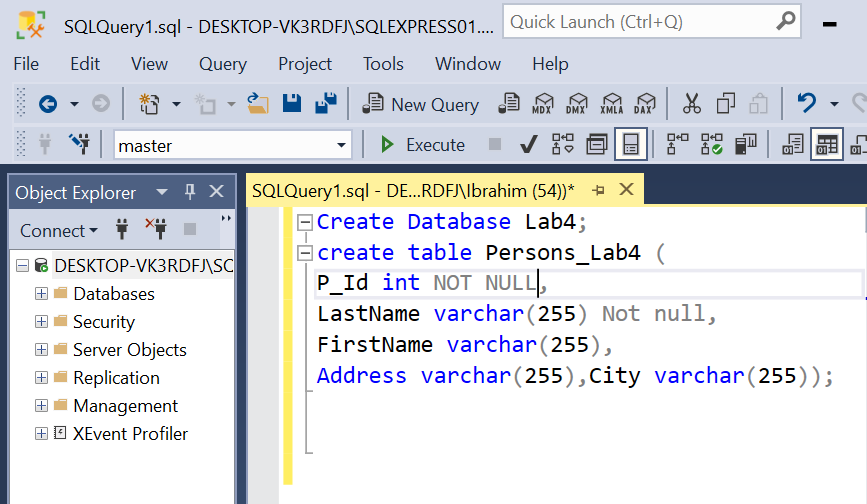 SQLQuery1.sql - DESKTOP-VK3RDFJ\SQLEXPRESS01....
Quick Launch (Ctrl+Q)
File Edit View Query Project Tools Window Help
New Query MDX DMX XMLA DAX
master
Execute
Object Explorer
SQLQuery1.sql - DE...RDFJ\Ibrahim (54))*
Connect
DESKTOP-VK3RDFJ\SC
Databases
Security
Server Objects
Replication
Management
XEvent Profiler
Create Database Lab4;
create table Persons_Lab4 (
P_Id int NOT NULL,
LastName varchar(255) Not null,
FirstName varchar(255),
Address varchar(255),City varchar(255));